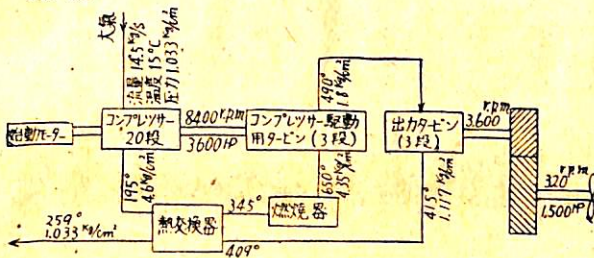 大氣
流量 14.5 kg/s
温度 15°C
圧力 1.033 kg/cm²
始動モーター
コンプレッサー
20段
8400 r.p.m
3600 HP
コンプレッサー駆動
用タービン(3段)
490°
1.8 kg/cm²
出力タービン
(3段)
r.p.m
3.600
195°
4.6 kg/cm²
650°
4.35 kg/cm²
415°
1.117 kg/cm²
320 r.p.m
1.500 HP
259°
1.033 kg/cm²
熱交換器
345°
燃焼器
409°